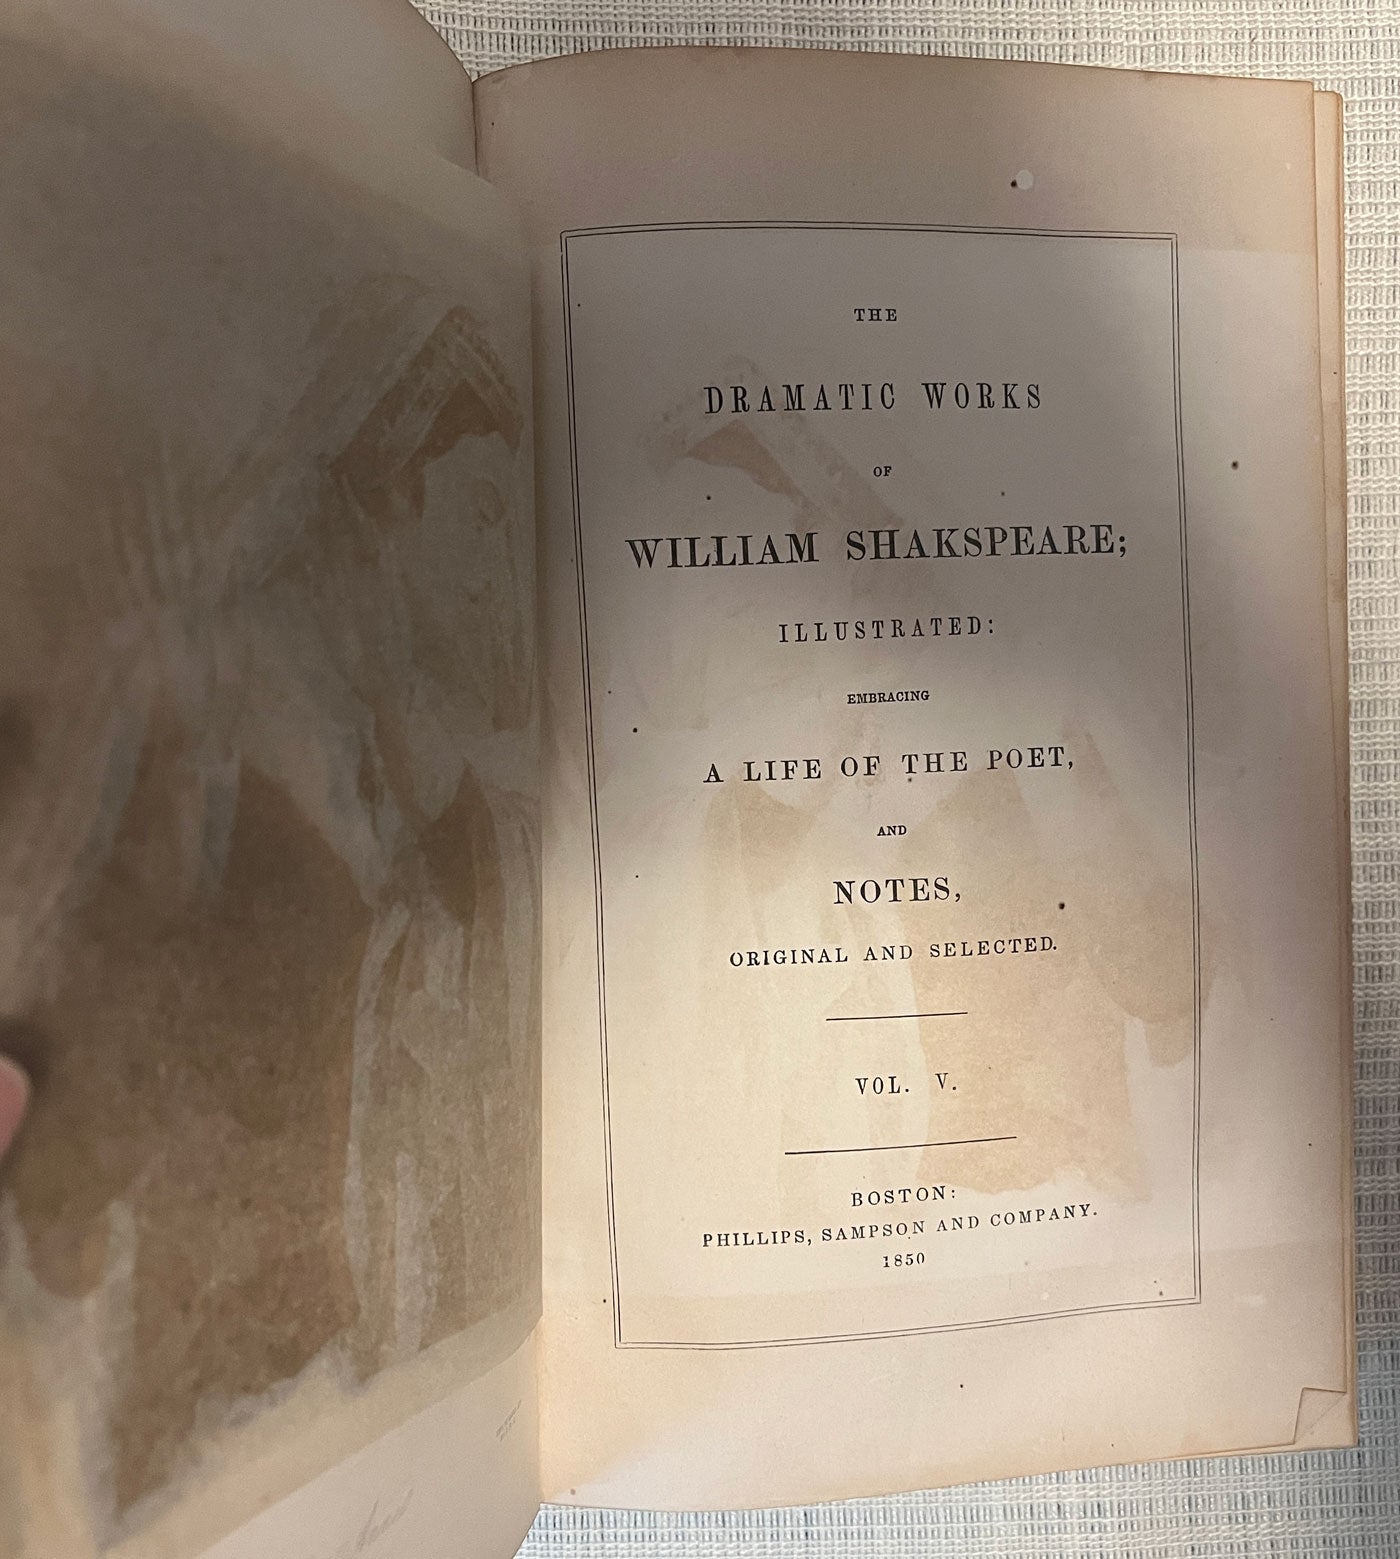 THE
DRAMATIC WORKS
OF
WILLIAM SHAKSPEARE;
ILLUSTRATED:
EMBRACING
A LIFE OF THE POET,
AND
NOTES,
ORIGINAL AND SELECTED.
VOL. V.
BOSTON:
PHILLIPS, SAMPSON AND COMPANY.
1850